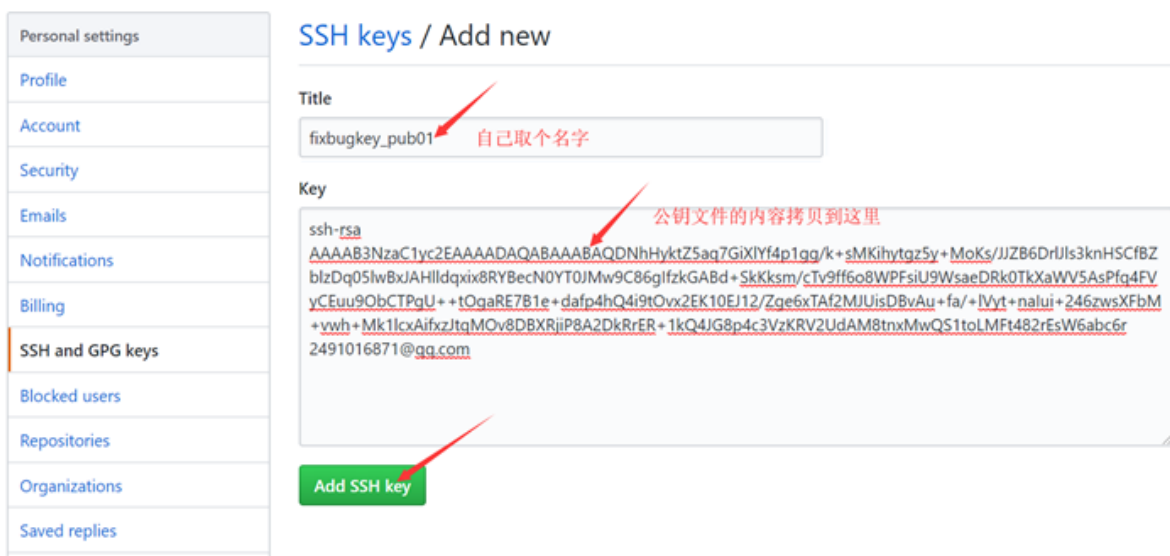 Personal settings
Profile
Account
Security
Emails
Notifications
Billing
SSH and GPG keys
Blocked users
Repositories
Organizations
Saved replies
SSH keys / Add new
Title
fixbugkey_pub01
自己取个名字
Key
公钥文件的内容拷贝到这里
ssh-rsa
AAAAB3NzaC1yc2EAAAADAQABAAABAQDNhHyktZ5aq7GiXlYf4p1gg/k+sMKihytgz5y+MoKs/JJZB6DrlJls3knHSCfBZ
blzDq05lwBxJAHlldqxix8RYBecN0YT0JMw9C86glfzkGABd+SkKksm/cTv9ff6o8WPFsiU9WsaeDRk0TkXaWV5AsPfq4FV
yCEuu9ObCTPgU++tOgaRE7B1e+dafp4hQ4i9tOvx2EK10EJ12/Zge6xTAf2MJUisDBvAu+fa/+lVyt+nalui+246zwsXFbM
+vwh+Mk1lcxAifxzJtqMOv8DBXRjiP8A2DkRrER+1kQ4JG8p4c3VzKRV2UdAM8tnxMwQS1toLMFt482rEsW6abc6r
2491016871@qq.com
Add SSH key